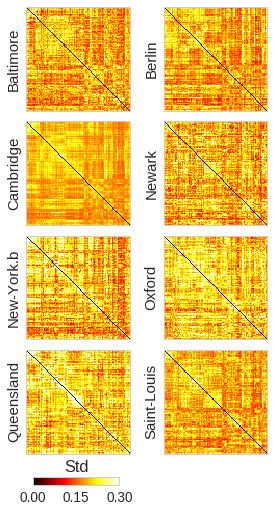 Baltimore
Berlin
Cambridge
Newark
New-York.b
Oxford
Queensland
Saint-Louis
Std
0.00 0.15 0.30